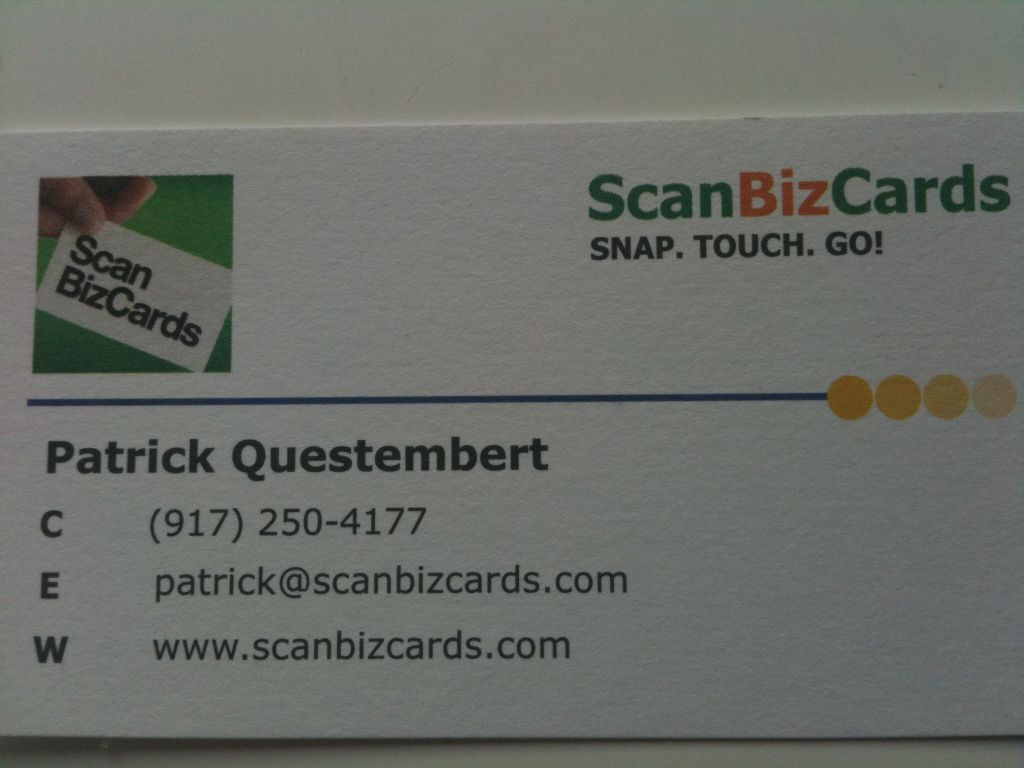 Scan
BizCards
ScanBizCards
SNAP. TOUCH. GO!
Patrick Questembert
C (917) 250-4177
E patrick@scanbizcards.com
W www.scanbizcards.com